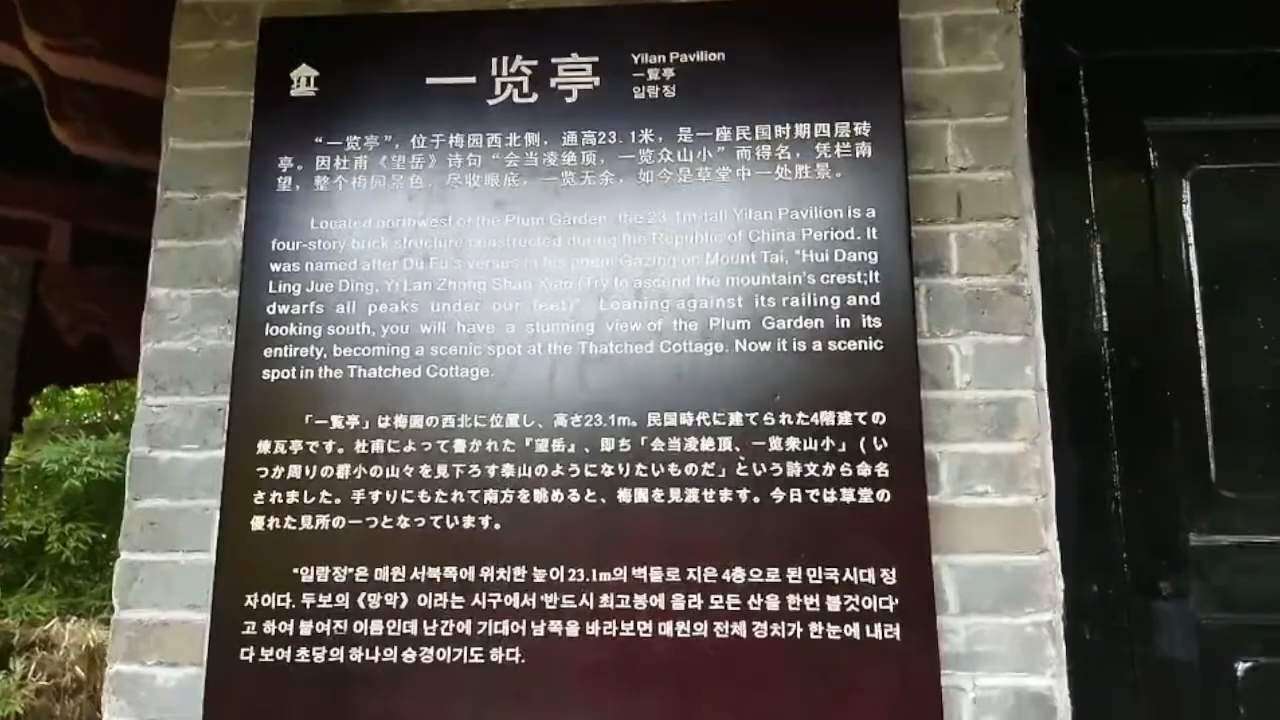 一览亭
Yilan Pavilion
一覧亭
일람정
“一览亭”，位于梅园西北侧，通高23.1米，是一座民国时期四层砖
亭。因杜甫《望岳》诗句“会当凌绝顶，一览众山小”而得名，凭栏南
望，整个梅园景色，尽收眼底，一览无余，如今是草堂中一处胜景。
Located northwest of the Plum Garden, the 23.1m-tall Yilan Pavilion is a
four-story brick structure constructed during the Republic of China Period. It
was named after Du Fu's verses in his poem Gazing on Mount Tai, "Hui Dang
Ling Jue Ding, Yi Lan Zhong Shan Xiao (Try to ascend the mountain's crest;It
dwarfs all peaks under our feet)". Leaning against its railing and
looking south, you will have a stunning view of the Plum Garden in its
entirety, becoming a scenic spot at the Thatched Cottage. Now it is a scenic
spot in the Thatched Cottage.
「一覧亭」は梅園の西北に位置し、高さ23.1m。民国時代に建てられた4階建ての
煉瓦亭です。杜甫によって書かれた『望岳』、即ち「会当凌絶頂、一览衆山小」(い
つか周りの群小の山々を見下ろす泰山のようになりたいものだ」という詩文から命名
されました。手すりにもたれて南方を眺めると、梅園を見渡せます。今日では草堂の
優れた見所の一つとなっています。
“일람정”은 매원 서북쪽에 위치한 높이 23.1m의 벽돌로 지은 4층으로 된 민국시대 정
자이다. 두보의《망악》이라는 시구에서 '반드시 최고봉에 올라 모든 산을 한번 볼것이다'
고 하여 붙여진 이름인데 난간에 기대어 남쪽을 바라보면 매원의 전체 경치가 한눈에 내려
다 보여 초당의 하나의 승경이기도 하다.